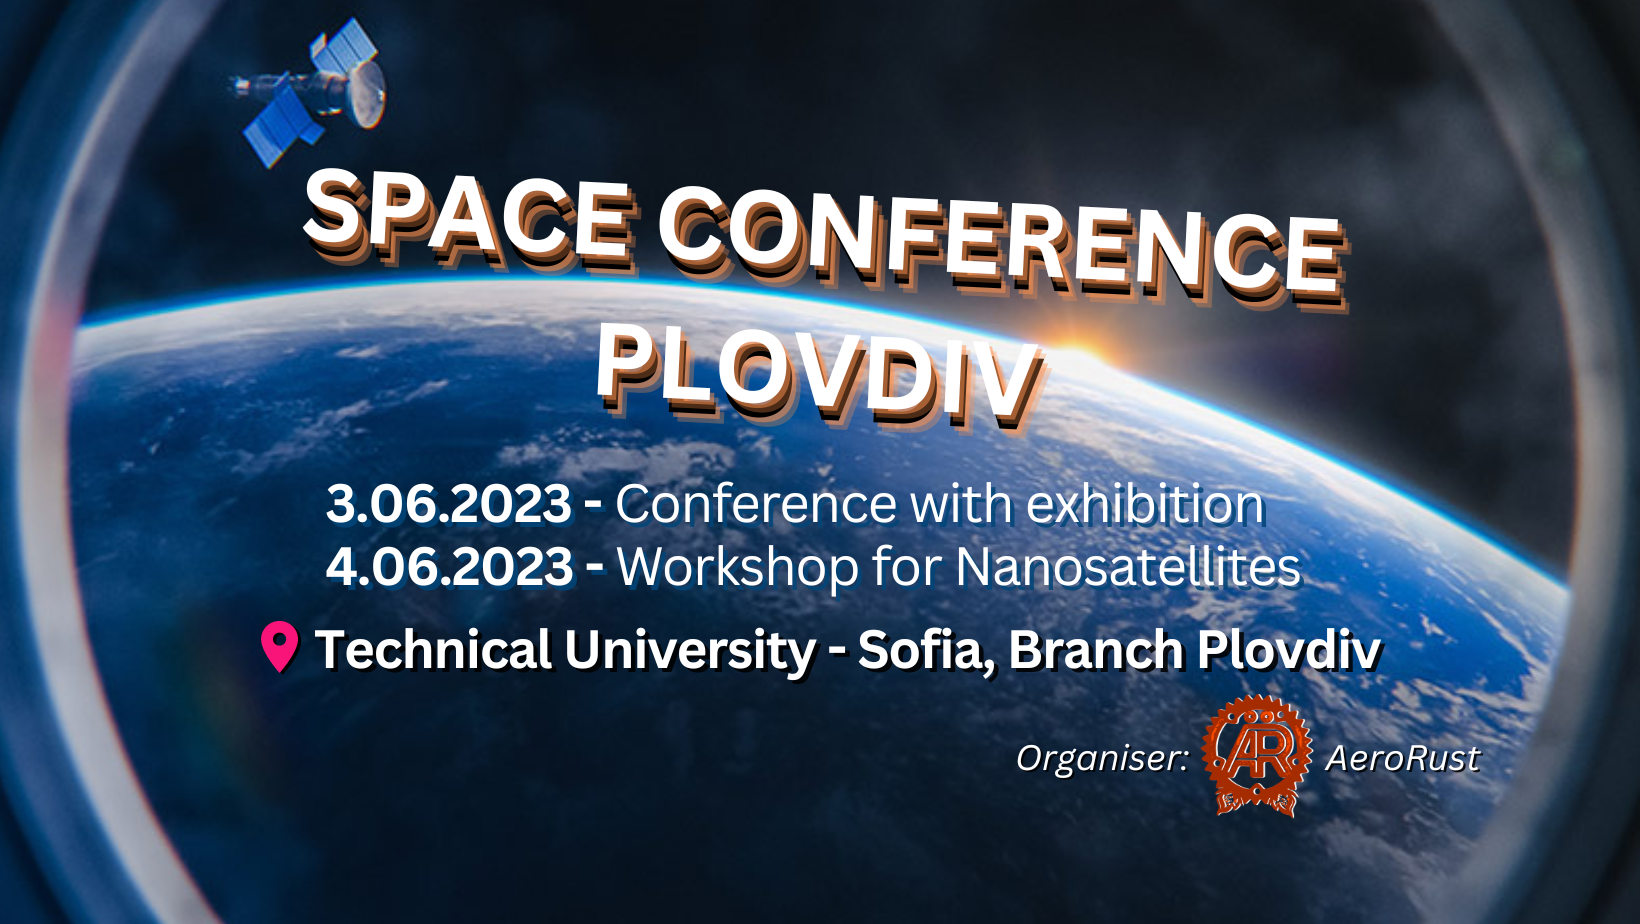 SPACE CONFERENCE
PLOVDIV
3.06.2023 - Conference with exhibition
4.06.2023 - Workshop for Nanosatellites
Technical University - Sofia, Branch Plovdiv
Organiser: AR AeroRust